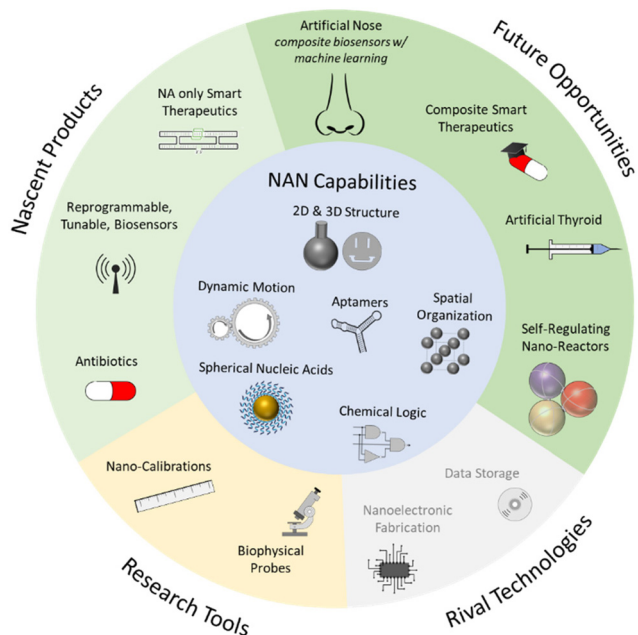 Artificial Nose
composite biosensors w/
machine learning
Future Opportunities
Composite Smart
Therapeutics
Artificial Thyroid
Self-Regulating
Nano-Reactors
Nascent Products
NA only Smart
Therapeutics
Reprogrammable,
Tunable, Biosensors
Antibiotics
NAN Capabilities
2D & 3D Structure
Dynamic Motion
Aptamers
Spatial
Organization
Spherical Nucleic Acids
Chemical Logic
Nano-Calibrations
Biophysical
Probes
Research Tools
Data Storage
Nanoelectronic
Fabrication
Rival Technologies